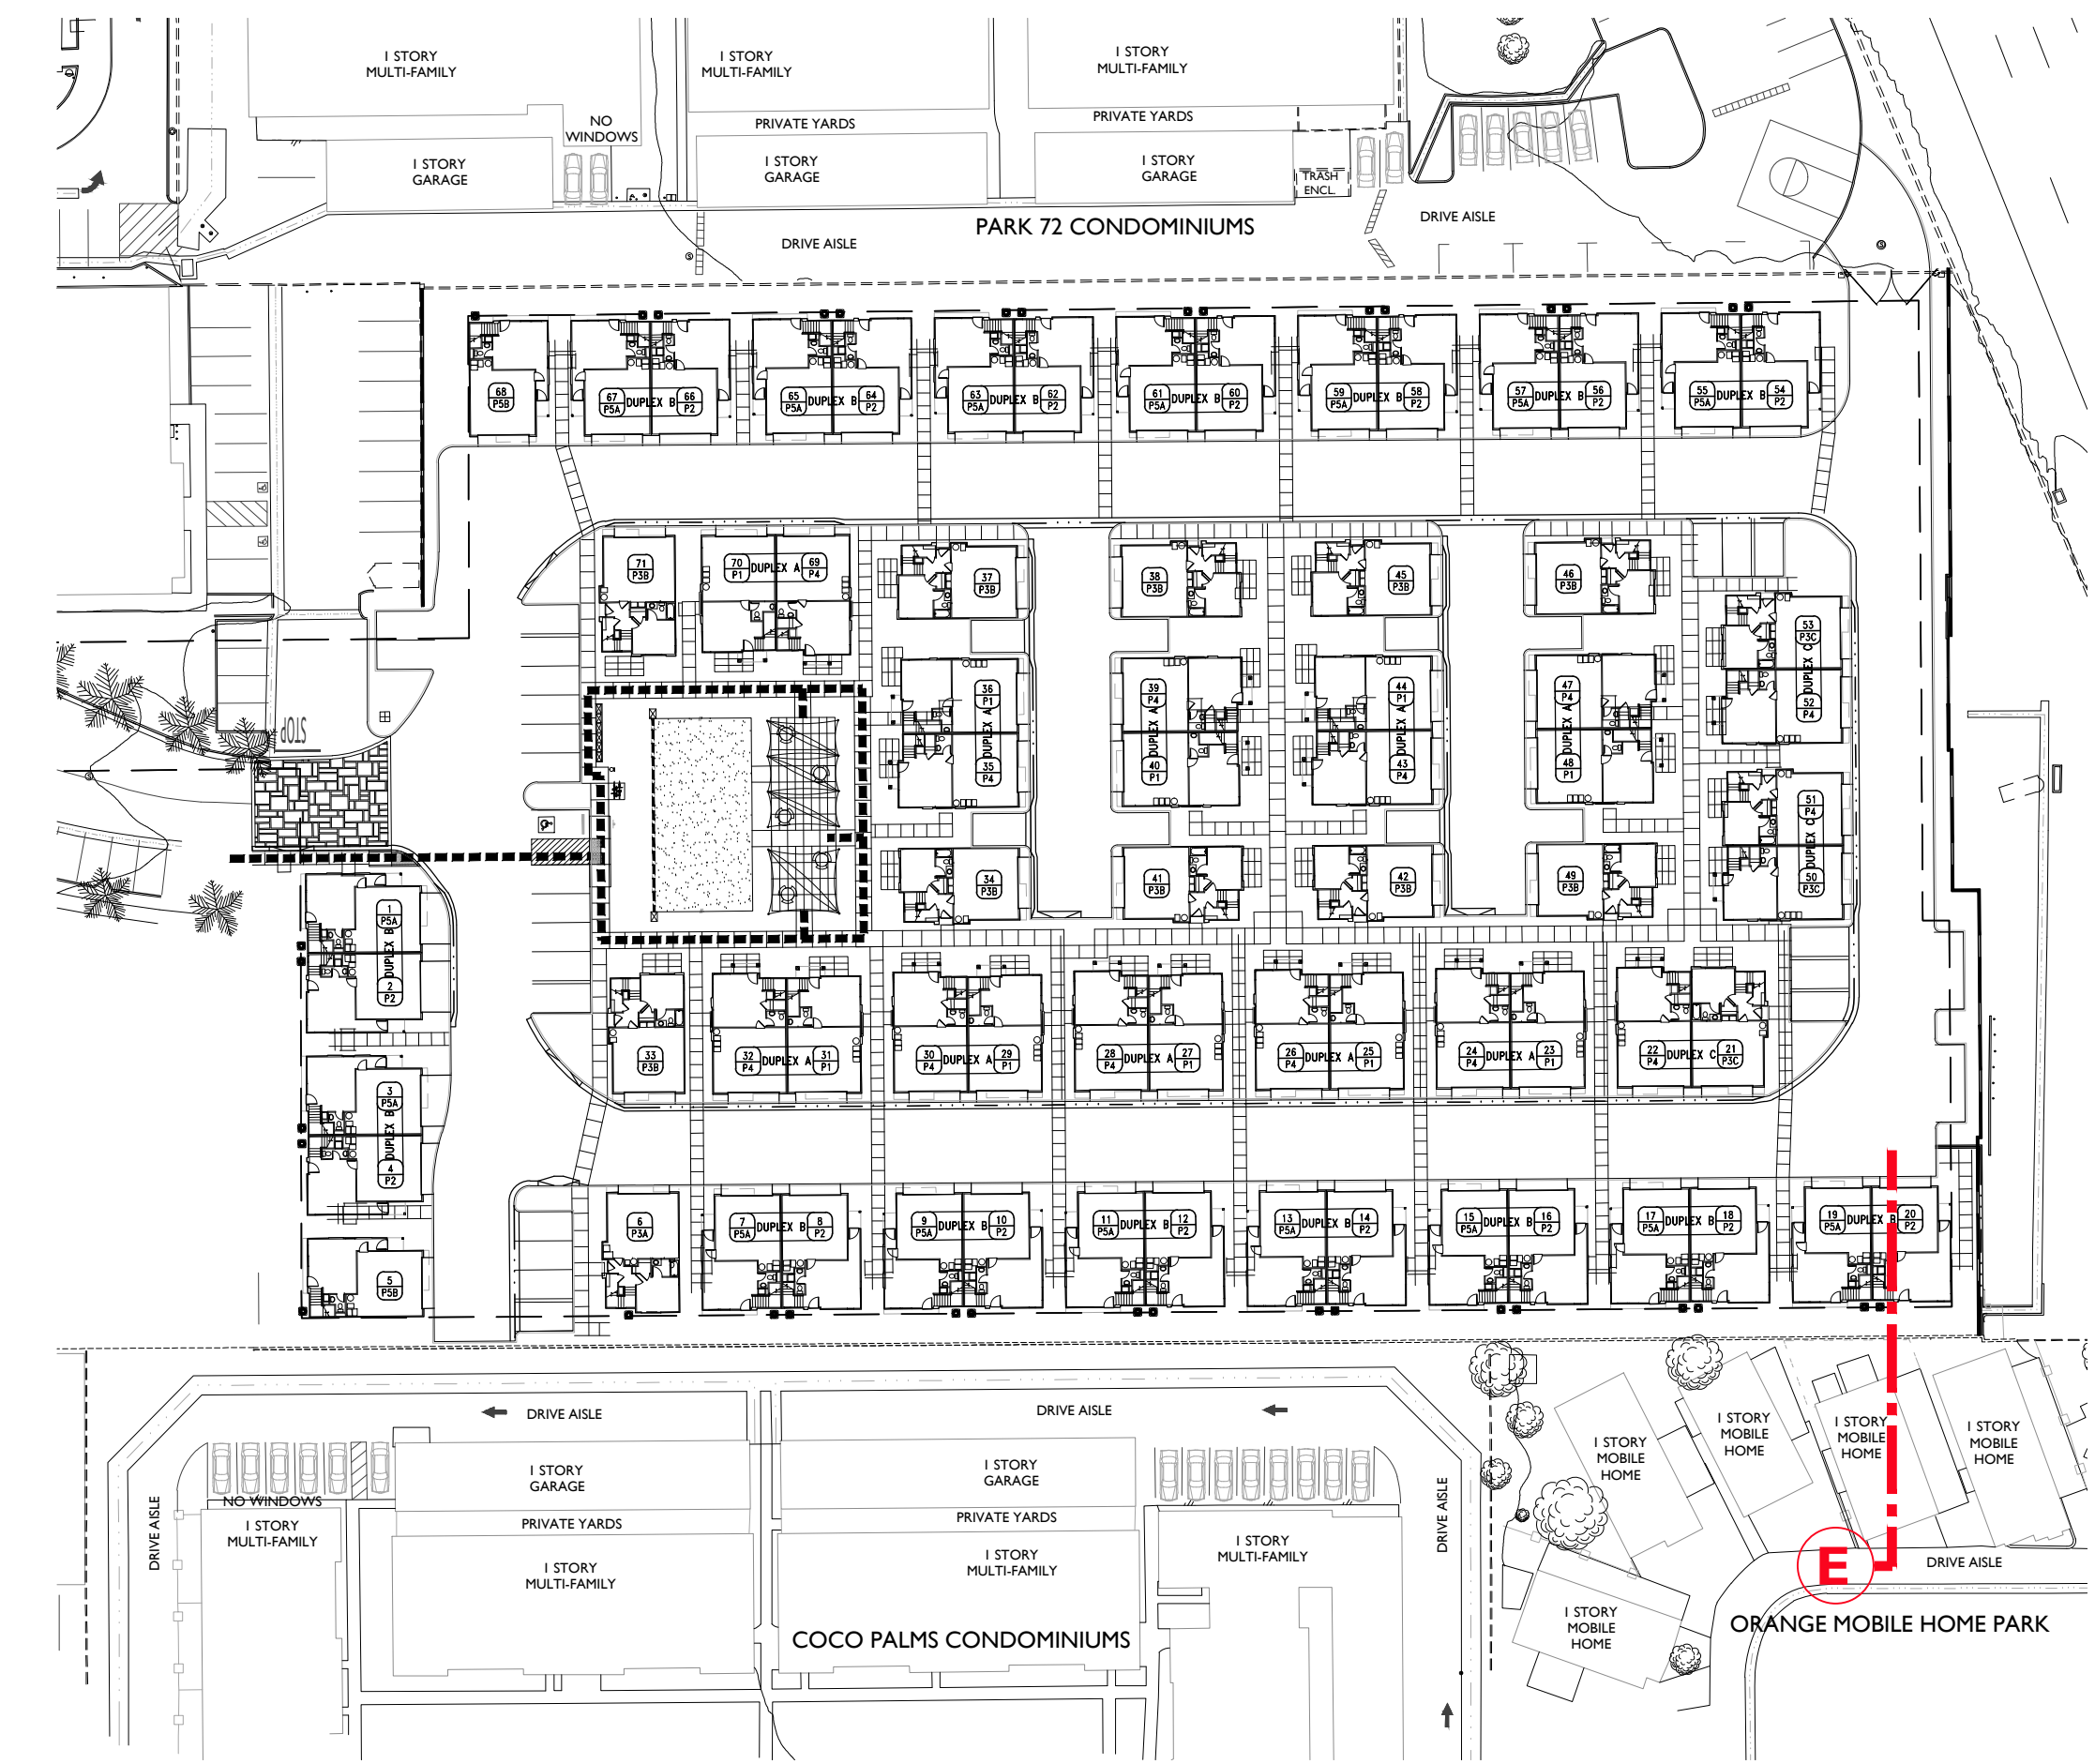 1 STORY
MULTI-FAMILY
1 STORY
MULTI-FAMILY
1 STORY
MULTI-FAMILY
NO
WINDOWS
PRIVATE YARDS
PRIVATE YARDS
1 STORY
GARAGE
1 STORY
GARAGE
1 STORY
GARAGE
TRASH
ENCL.
PARK 72 CONDOMINIUMS
DRIVE AISLE
DRIVE AISLE
68
P5B
67
P5A
DUPLEX B
66
P2
65
P5A
DUPLEX B
64
P2
63
P5A
DUPLEX B
62
P2
61
P5A
DUPLEX B
60
P2
59
P5A
DUPLEX B
58
P2
57
P5A
DUPLEX B
56
P2
55
P5A
DUPLEX B
54
P2
71
P3B
70
P1
DUPLEX A
69
P4
37
P3B
38
P3B
45
P3B
46
P3B
53
P3C
DUPLEX C
52
P4
36
P1
DUPLEX A
35
P4
39
P4
DUPLEX A
40
P1
44
P1
DUPLEX A
43
P4
47
P4
DUPLEX A
48
P1
51
P4
DUPLEX C
50
P3C
STOP
34
P3B
41
P3B
42
P3B
49
P3B
1
P5A
DUPLEX B
2
P2
3
P5A
DUPLEX B
4
P2
5
P5B
33
P3B
32
P4
DUPLEX A
31
P1
30
P4
DUPLEX A
29
P1
28
P4
DUPLEX A
27
P1
26
P4
DUPLEX A
25
P1
24
P4
DUPLEX A
23
P1
22
P4
DUPLEX C
21
P3C
6
P3A
7
P5A
DUPLEX B
8
P2
9
P5A
DUPLEX B
10
P2
11
P5A
DUPLEX B
12
P2
13
P5A
DUPLEX B
14
P2
15
P5A
DUPLEX B
16
P2
17
P5A
DUPLEX B
18
P2
19
P5A
DUPLEX B
20
P2
DRIVE AISLE
DRIVE AISLE
1 STORY
GARAGE
1 STORY
GARAGE
NO WINDOWS
1 STORY
MULTI-FAMILY
PRIVATE YARDS
PRIVATE YARDS
1 STORY
MULTI-FAMILY
1 STORY
MULTI-FAMILY
1 STORY
MULTI-FAMILY
DRIVE AISLE
DRIVE AISLE
COCO PALMS CONDOMINIUMS
1 STORY
MOBILE
HOME
1 STORY
MOBILE
HOME
1 STORY
MOBILE
HOME
1 STORY
MOBILE
HOME
1 STORY
MOBILE
HOME
E
DRIVE AISLE
ORANGE MOBILE HOME PARK